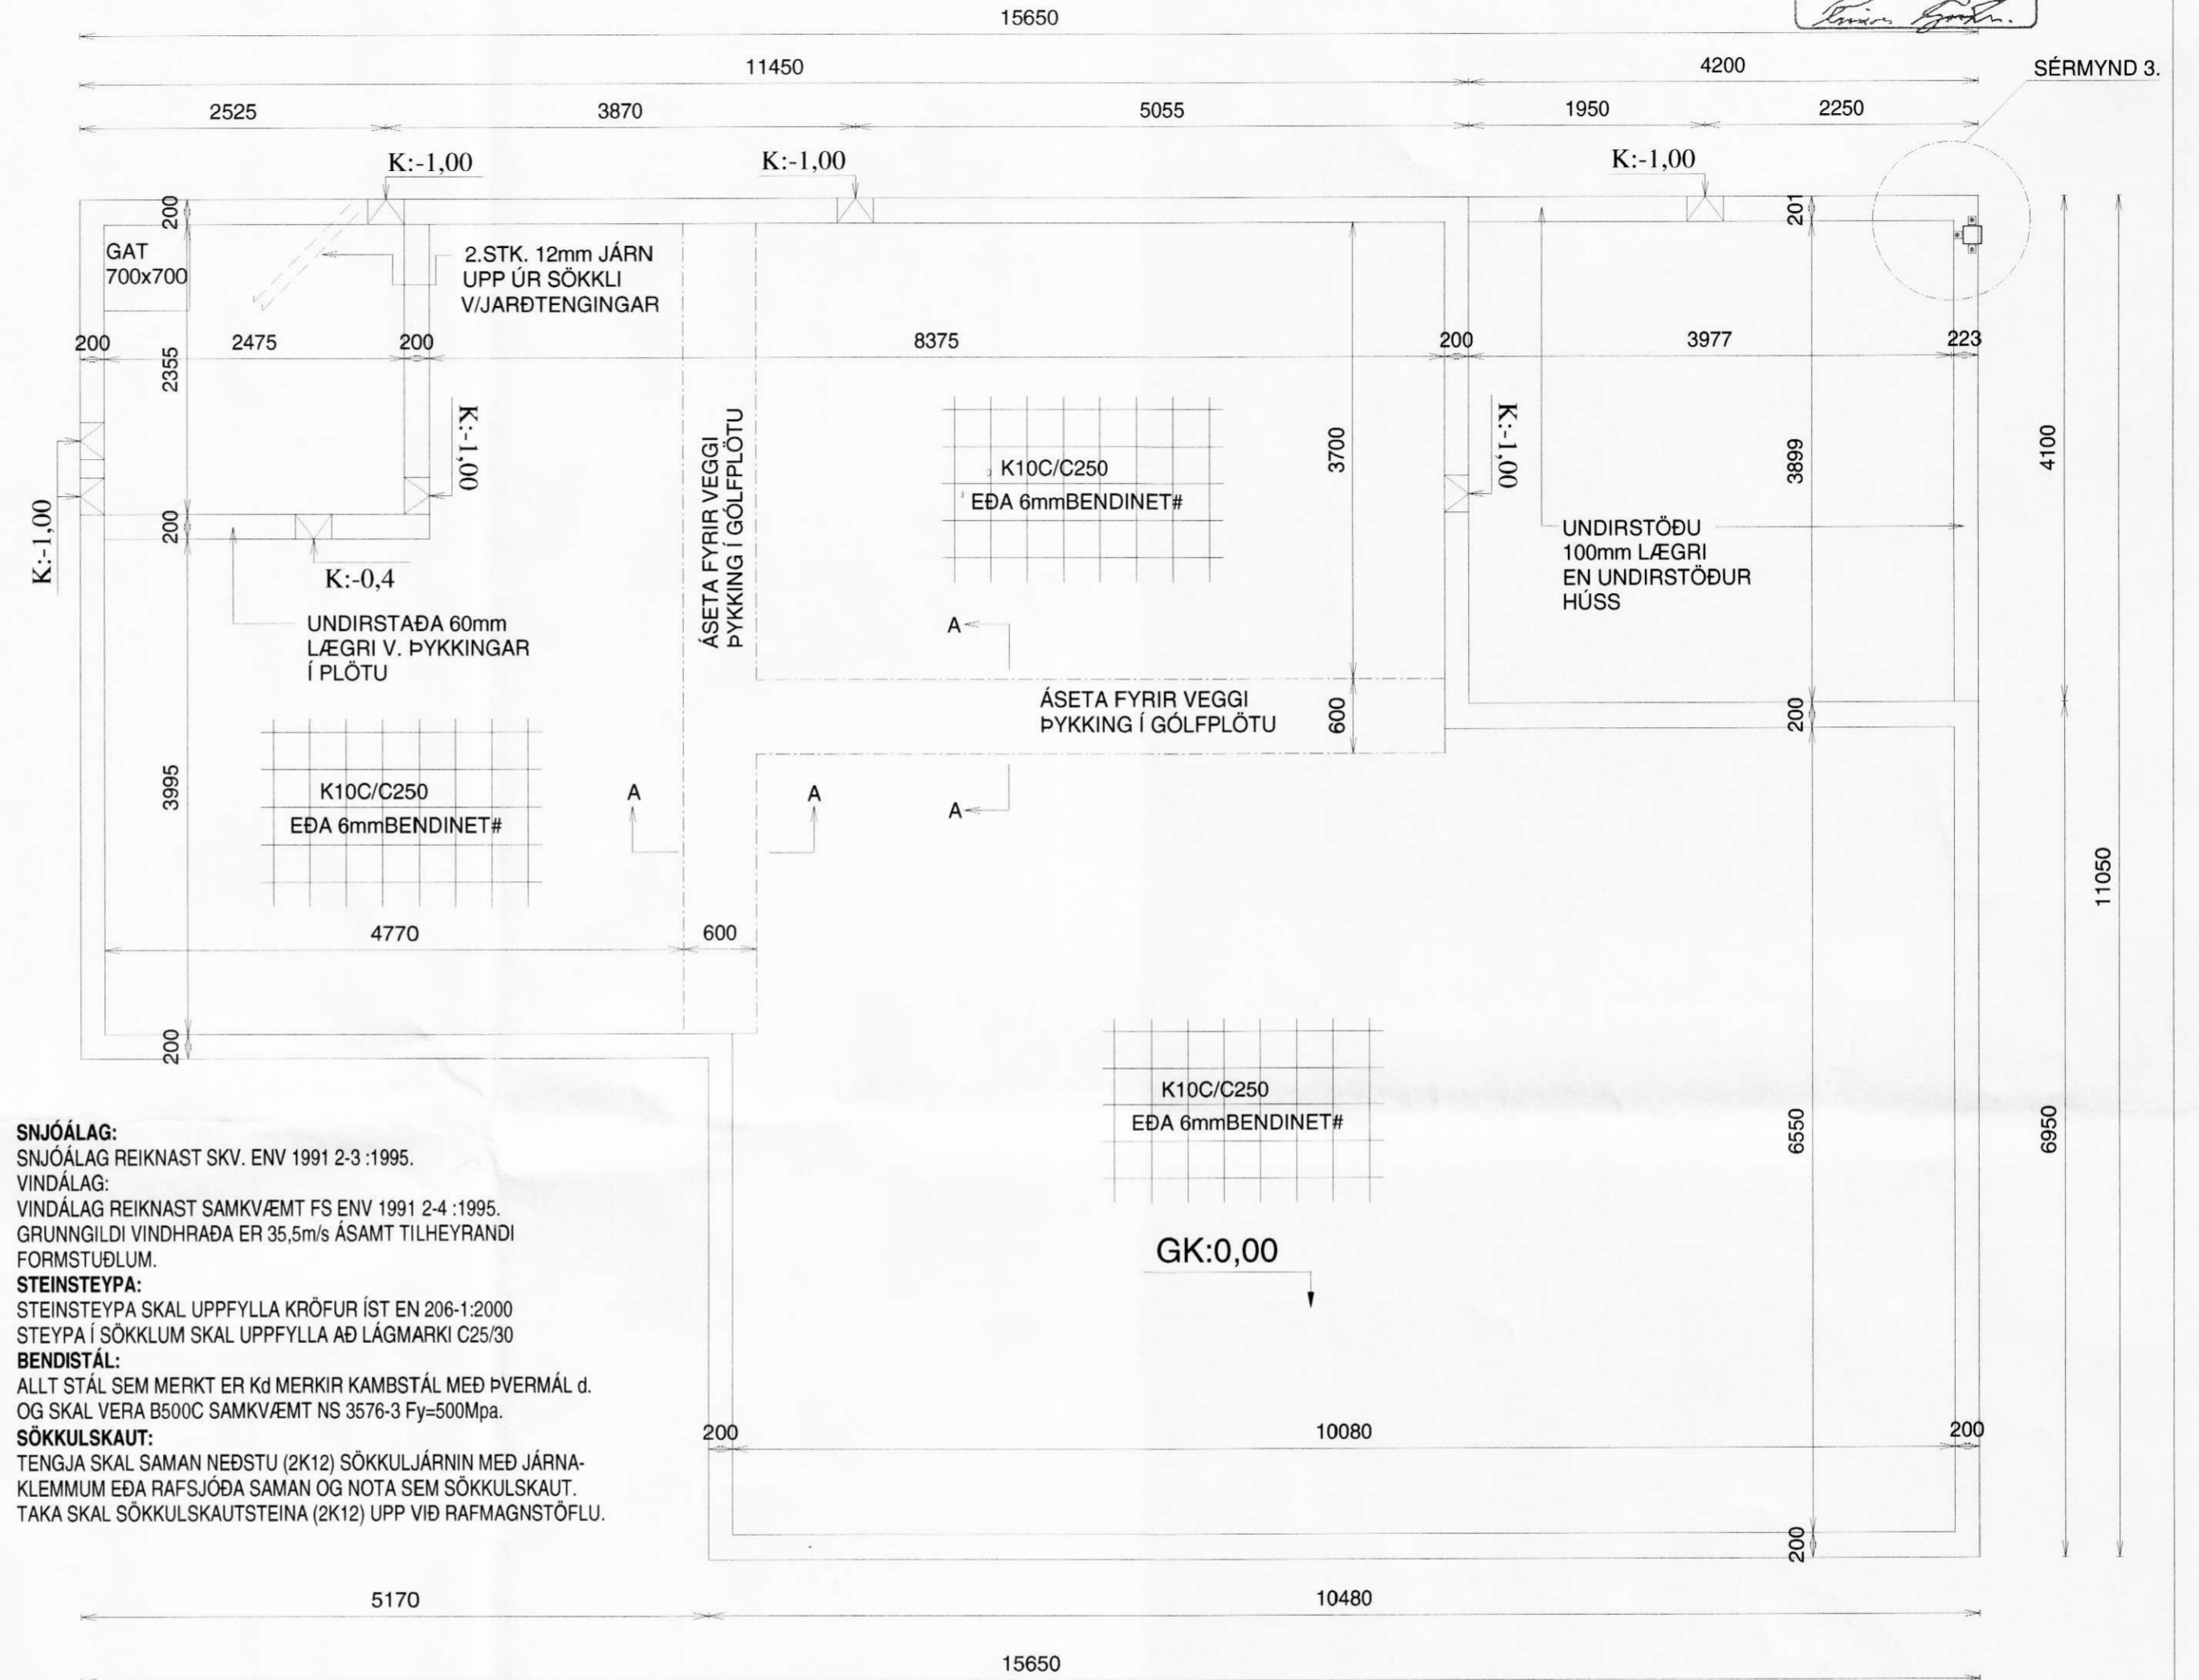 15650
11450
4200
SÉRMYND 3.
2525
3870
5055
1950
2250
K:-1,00
K:-1,00
K:-1,00
200
201
GAT
700x700
2.STK. 12mm JÁRN
UPP ÚR SÖKKLI
V/JARÐTENGINGAR
200
2475
200
8375
200
3977
223
2355
K:-1,00
ÁSETA FYRIR VEGGI
ÞYKKING Í GÓLFPLÖTU
K10C/C250
EÐA 6mmBENDINET#
3700
K:-1,00
3899
4100
K:-1,00
200
K:-0,4
UNDIRSTÖÐU
100mm LÆGRI
EN UNDIRSTÖÐUR
HÚSS
UNDIRSTAÐA 60mm
LÆGRI V. ÞYKKINGAR
Í PLÖTU
A
ÁSETA FYRIR VEGGI
ÞYKKING Í GÓLFPLÖTU
600
200
3995
K10C/C250
EÐA 6mmBENDINET#
A
A
A
11050
4770
600
200
K10C/C250
EÐA 6mmBENDINET#
6550
6950
SNJÓÁLAG:
SNJÓÁLAG REIKNAST SKV. ENV 1991 2-3 :1995.
VINDÁLAG:
VINDÁLAG REIKNAST SAMKVÆMT FS ENV 1991 2-4 :1995.
GRUNNGILDI VINDHRAÐA ER 35,5m/s ÁSAMT TILHEYRANDI
FORMSTUÐLUM.
STEINSTEYPA:
STEINSTEYPA SKAL UPPFYLLA KRÖFUR ÍST EN 206-1:2000
STEYPA Í SÖKKLUM SKAL UPPFYLLA AÐ LÁGMARKI C25/30
BENDISTÁL:
ALLT STÁL SEM MERKT ER Kd MERKIR KAMBSTÁL MEÐ ÞVERMÁL d.
OG SKAL VERA B500C SAMKVÆMT NS 3576-3 Fy=500Mpa.
SÖKKULSKAUT:
TENGJA SKAL SAMAN NEÐSTU (2K12) SÖKKULJÁRNIN MEÐ JÁRNA-
KLEMMUM EÐA RAFSJÓÐA SAMAN OG NOTA SEM SÖKKULSKAUT.
TAKA SKAL SÖKKULSKAUTSTEINA (2K12) UPP VIÐ RAFMAGNSTÖFLU.
GK:0,00
200
10080
200
200
5170
10480
15650